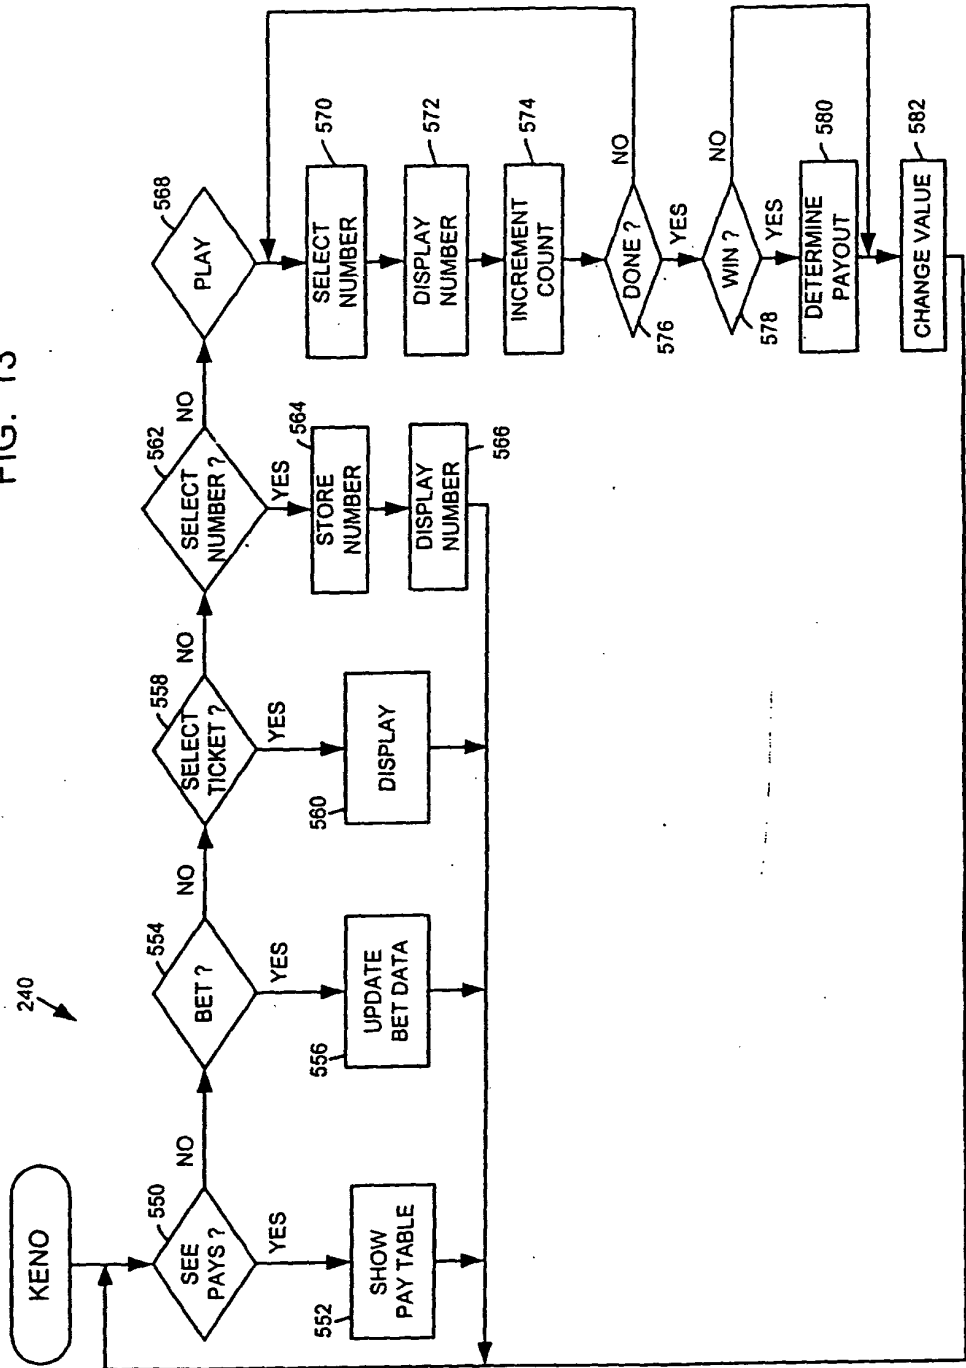 FIG. 13
240
KENO
550
SEE
PAYS ?
NO
YES
552
SHOW
PAY TABLE
554
BET ?
NO
YES
556
UPDATE
BET DATA
558
SELECT
TICKET ?
NO
YES
560
DISPLAY
562
SELECT
NUMBER ?
NO
YES
564
STORE
NUMBER
566
DISPLAY
NUMBER
568
PLAY
570
SELECT
NUMBER
572
DISPLAY
NUMBER
574
INCREMENT
COUNT
576
DONE ?
NO
YES
578
WIN ?
NO
YES
580
DETERMINE
PAYOUT
582
CHANGE VALUE